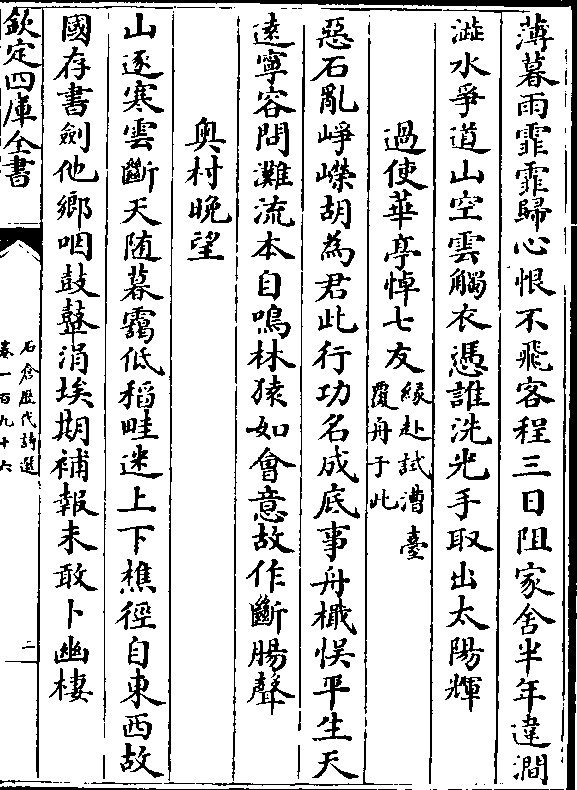 薄暮雨霏霏歸心恨不飛客程三日阻家舍半年違澗
澁水爭道山空雲觸衣憑誰洗光手取出太陽輝
過使華亭悼七友緣赴試漕臺覆舟于此
惡石亂崢嶸胡為君此行功名成底事舟檝悞平生天
遠寧容問灘流本自鳴林猿如會意故作斷腸聲
奥村晚望
山逐寒雲斷天随暮靄低稻畦迷上下樵徑自東西故
國存書劍他鄉咽鼓鼙涓埃期補報未敢卜幽棲
欽定四庫全書
石倉歷代詩選
卷一百九十六
二